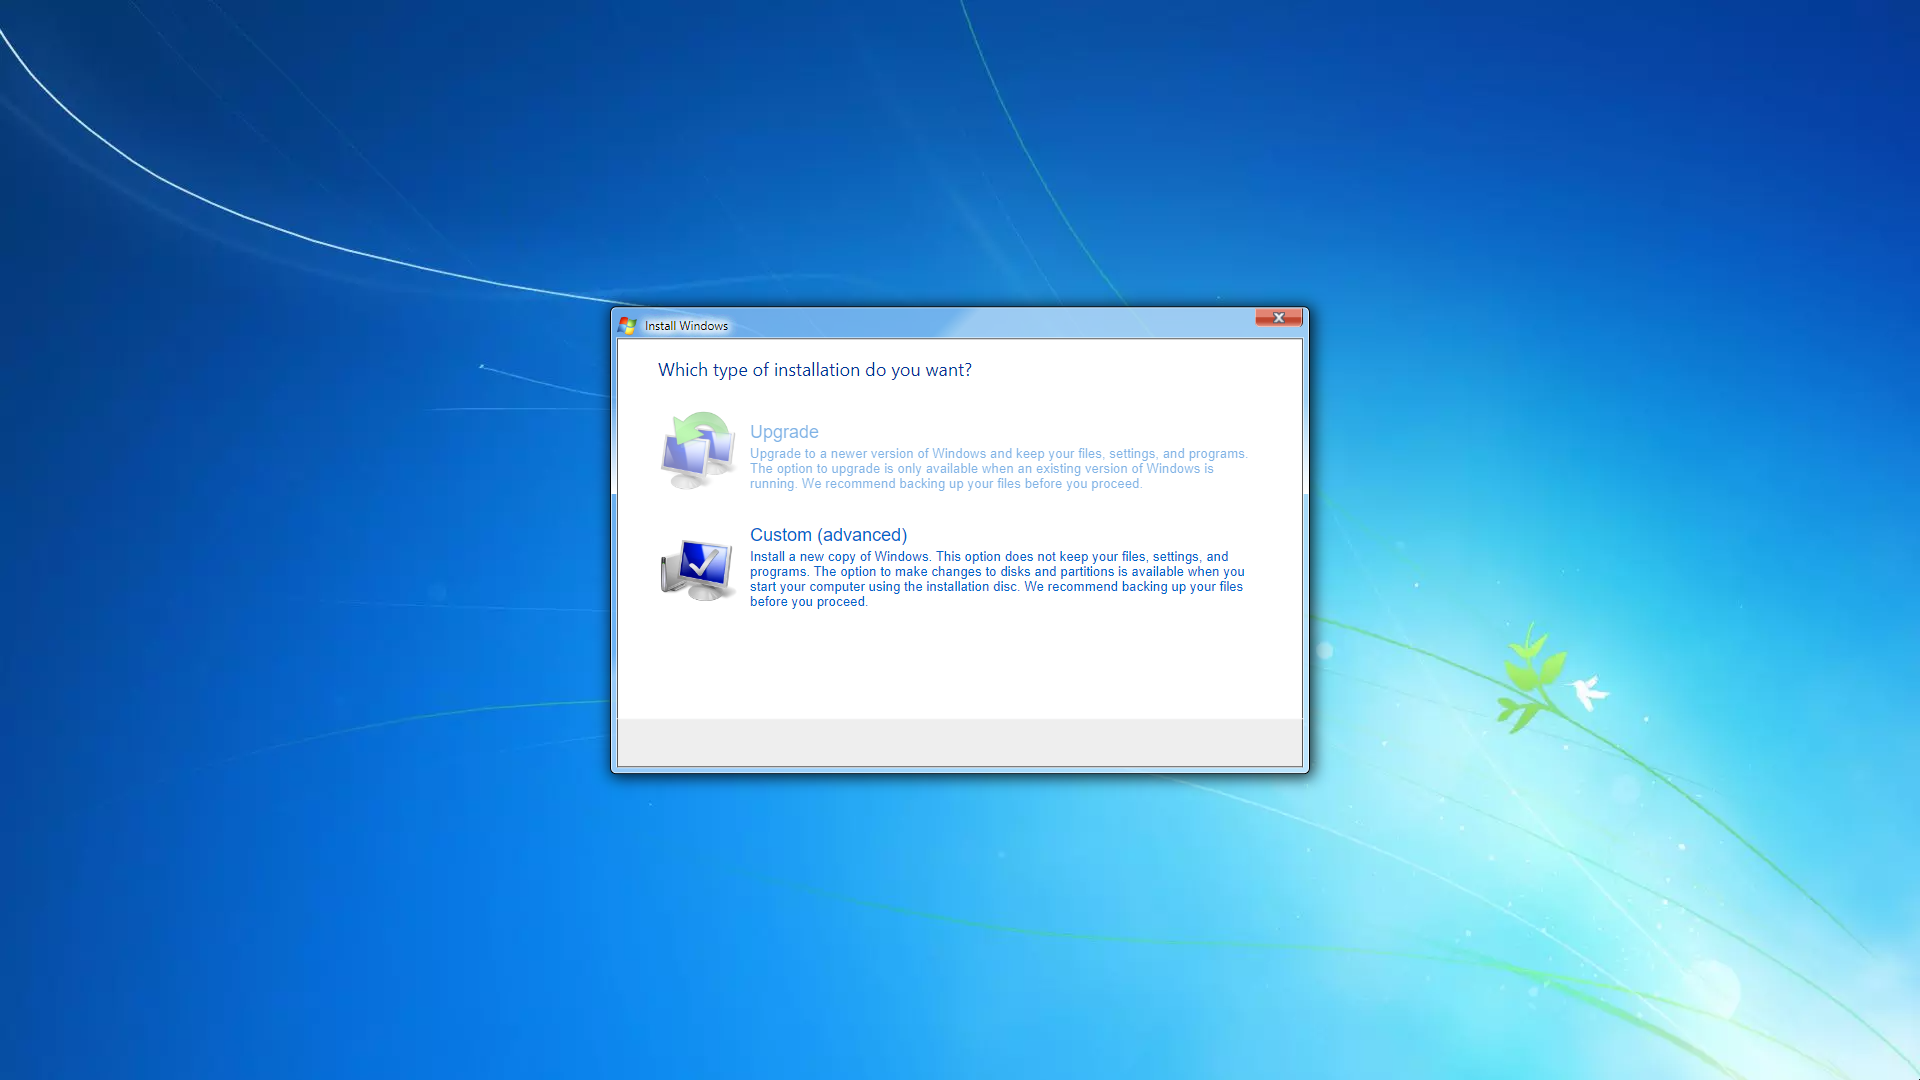 Install Windows
Which type of installation do you want?
Upgrade
Upgrade to a newer version of Windows and keep your files, settings, and programs.
The option to upgrade is only available when an existing version of Windows is
running. We recommend backing up your files before you proceed.
Custom (advanced)
Install a new copy of Windows. This option does not keep your files, settings, and
programs. The option to make changes to disks and partitions is available when you
start your computer using the installation disc. We recommend backing up your files
before you proceed.